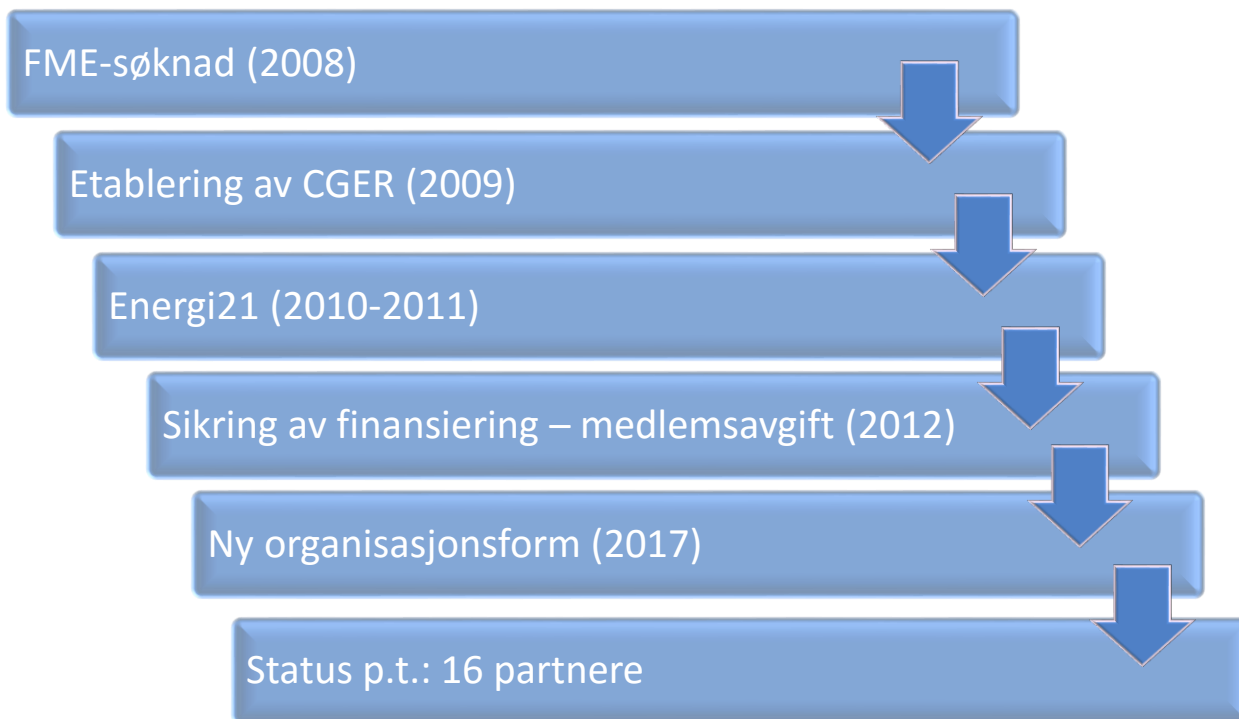 FME-søknad (2008)
Etablering av CGER (2009)
Energi21 (2010-2011)
Sikring av finansiering – medlemsavgift (2012)
Ny organisasjonsform (2017)
Status p.t.: 16 partnere